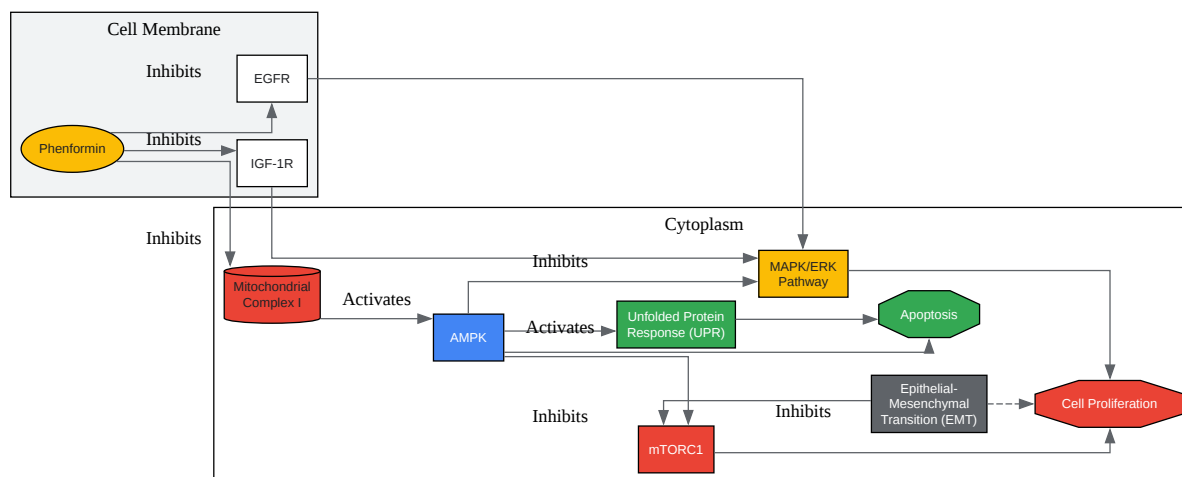 Cell Membrane
Inhibits
EGFR
Phenformin
Inhibits
IGF-1R
Inhibits
Cytoplasm
Inhibits
MAPK/ERK
Pathway
Mitochondrial
Complex I
Activates
AMPK
Activates
Unfolded Protein
Response (UPR)
Apoptosis
Epithelial-
Mesenchymal
Transition (EMT)
Cell Proliferation
Inhibits
Inhibits
mTORC1